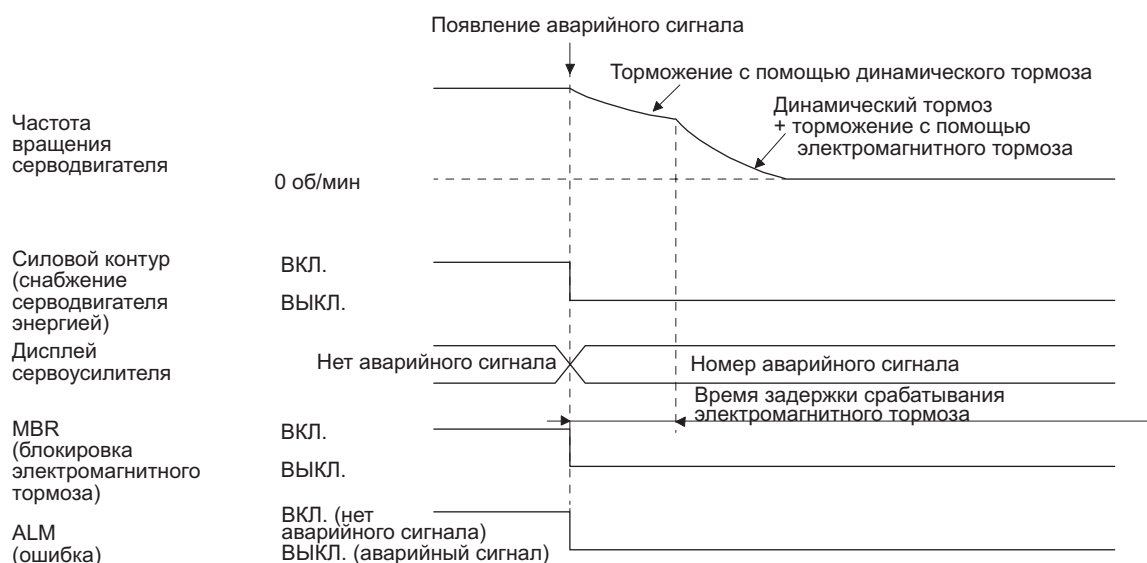 Появление аварийного сигнала
Торможение с помощью динамического тормоза
Динамический тормоз
+ торможение с помощью
электромагнитного тормоза
Частота
вращения
серводвигателя
0 об/мин
Силовой контур
(снабжение
серводвигателя
энергией)
ВКЛ.
ВЫКЛ.
Дисплей
сервоусилителя
Нет аварийного сигнала
Номер аварийного сигнала
Время задержки срабатывания
электромагнитного тормоза
MBR
(блокировка
электромагнитного
тормоза)
ВКЛ.
ВЫКЛ.
ALM
(ошибка)
ВКЛ. (нет
аварийного сигнала)
ВЫКЛ. (аварийный сигнал)